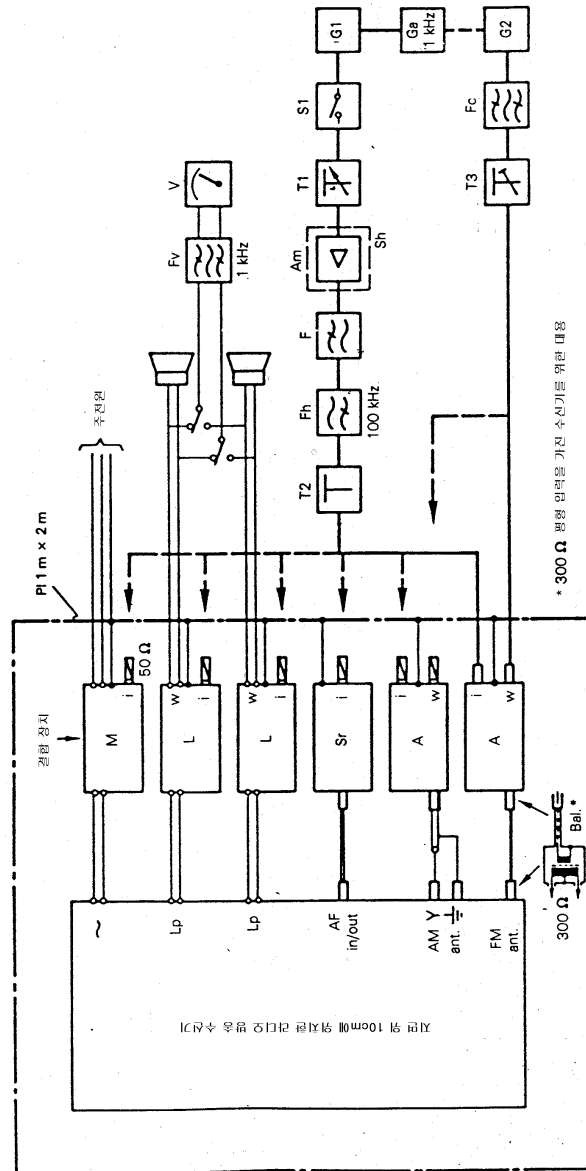 지면 위 10cm에 위치한 라디오 방송 수신기
~
Lp
Lp
AF
in/out
AM
ant.
FM
ant.
300 Ω
Bal. *
결합 장치
M
L
L
Sr
A
A
i
w
i
w
i
i
i
w
i
w
50 Ω
PI 1 m × 2 m
주전원
Fv
1 kHz
V
T2
Fh
100 kHz
F
Am
Sh
T1
S1
G1
Ga
1 kHz
G2
Fc
T3
* 300 Ω 평형 입력을 가진 수신기를 위한 대용